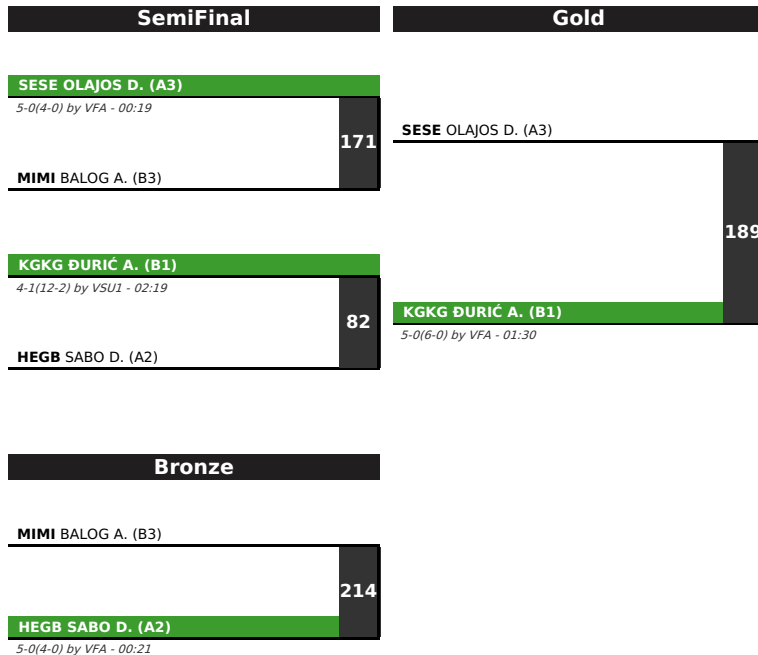 SemiFinal
SESE OLAJOS D. (A3)
5-0(4-0) by VFA - 00:19
171
MIMI BALOG A. (B3)
KGKG ĐURIĆ A. (B1)
4-1(12-2) by VSU1 - 02:19
82
HEGB SABO D. (A2)
Gold
SESE OLAJOS D. (A3)
189
KGKG ĐURIĆ A. (B1)
5-0(6-0) by VFA - 01:30
Bronze
MIMI BALOG A. (B3)
214
HEGB SABO D. (A2)
5-0(4-0) by VFA - 00:21